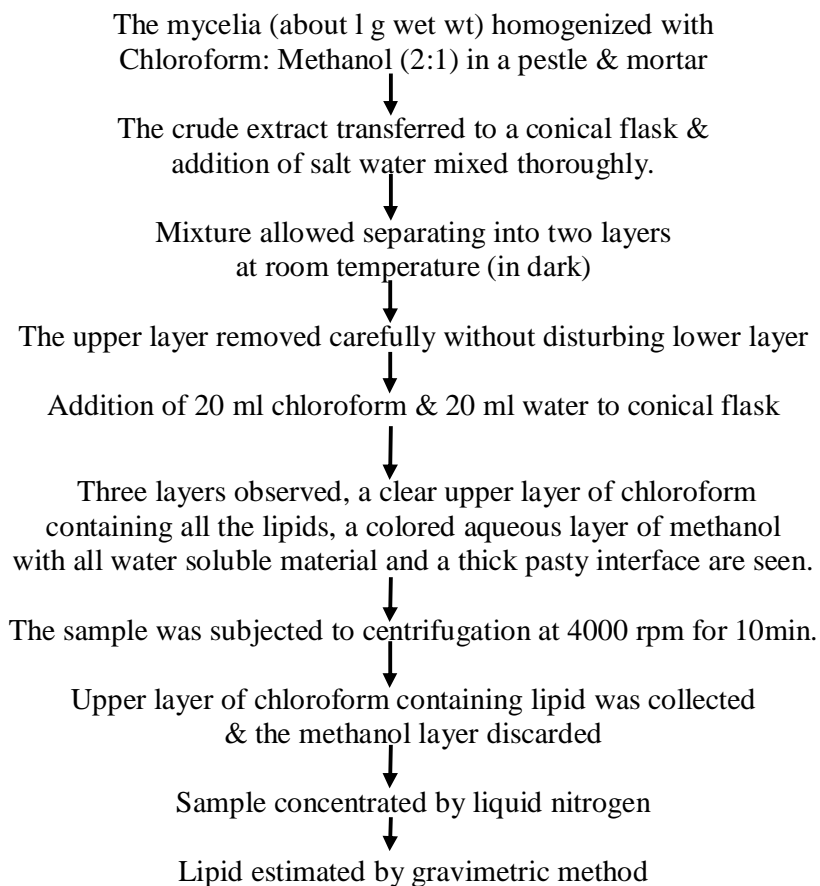 The mycelia (about l g wet wt) homogenized with
Chloroform: Methanol (2:1) in a pestle & mortar
The crude extract transferred to a conical flask &
addition of salt water mixed thoroughly.
Mixture allowed separating into two layers
at room temperature (in dark)
The upper layer removed carefully without disturbing lower layer
Addition of 20 ml chloroform & 20 ml water to conical flask
Three layers observed, a clear upper layer of chloroform
containing all the lipids, a colored aqueous layer of methanol
with all water soluble material and a thick pasty interface are seen.
The sample was subjected to centrifugation at 4000 rpm for 10min.
Upper layer of chloroform containing lipid was collected
& the methanol layer discarded
Sample concentrated by liquid nitrogen
Lipid estimated by gravimetric method